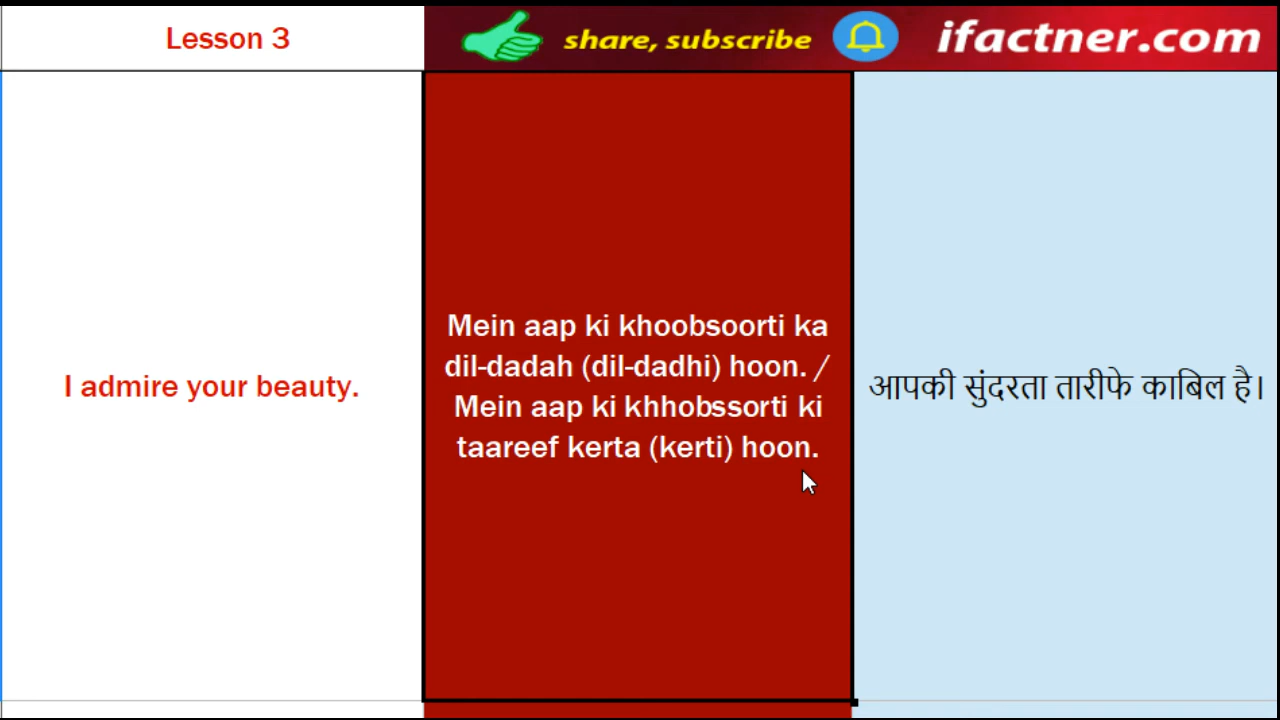 Lesson 3
share, subscribe
ifactner.com
I admire your beauty.
Mein aap ki khoobsoorti ka
dil-dadah (dil-dadhi) hoon. /
Mein aap ki khhobssorti ki
taareef kerta (kerti) hoon.
आपकी सुंदरता तारीफे काबिल है।